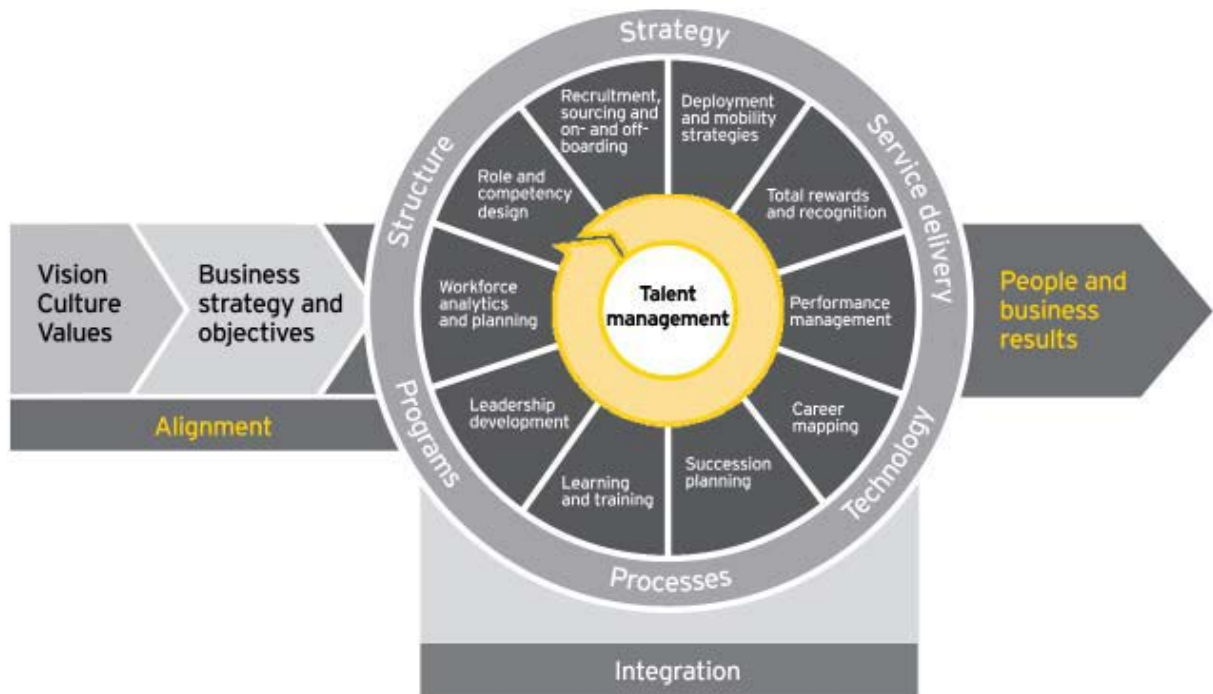 Strategy
Structure
Service delivery
Programs
Technology
Processes
Recruitment,
sourcing and
on- and off-
boarding
Deployment
and mobility
strategies
Role and
competency
design
Total rewards
and recognition
Workforce
analytics
and planning
Talent
management
Performance
management
Leadership
development
Career
mapping
Learning
and training
Succession
planning
Vision
Culture
Values
Business
strategy and
objectives
People and
business
results
Alignment
Integration